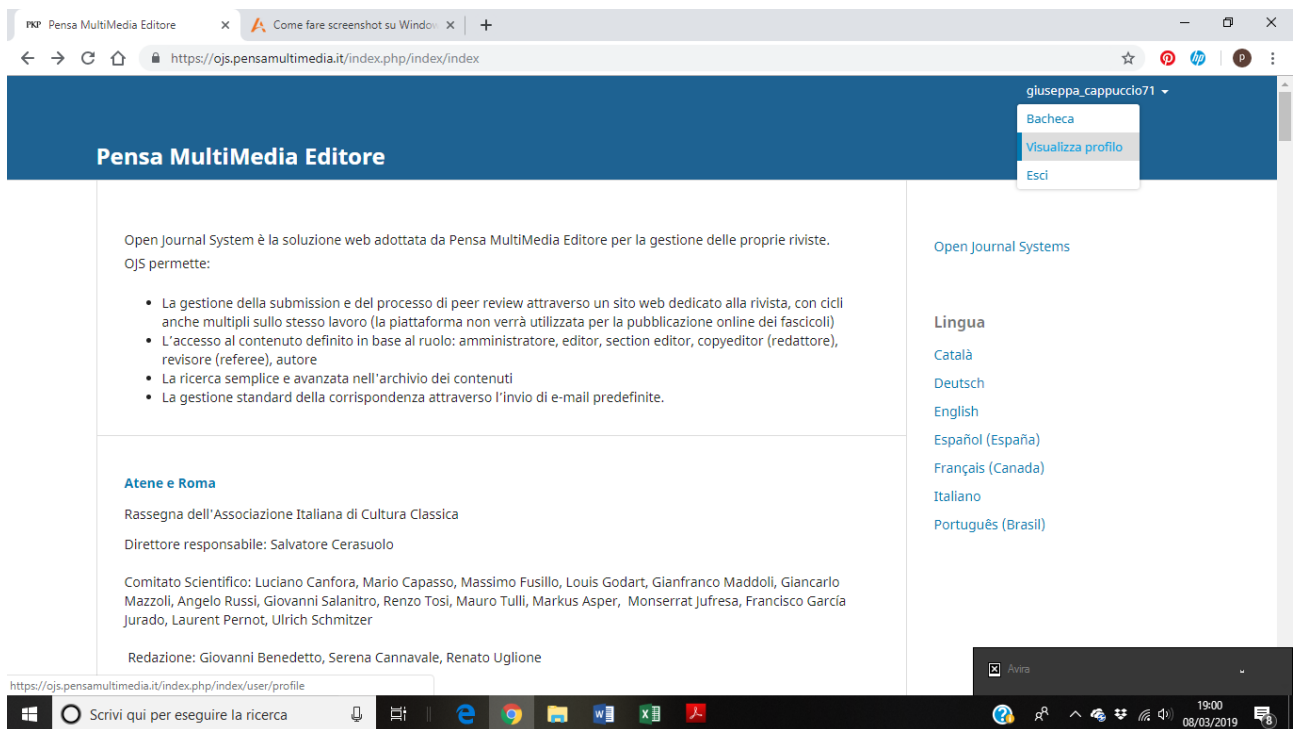 PKP Pensa MultiMedia Editore
Come fare screenshot su Window
https://ojs.pensamultimedia.it/index.php/index/index
P
giuseppa_cappuccio71
Bacheca
Visualizza profilo
Esci
Pensa MultiMedia Editore
Open Journal System è la soluzione web adottata da Pensa MultiMedia Editore per la gestione delle proprie riviste.
OJS permette:
• La gestione della submission e del processo di peer review attraverso un sito web dedicato alla rivista, con cicli
anche multipli sullo stesso lavoro (la piattaforma non verrà utilizzata per la pubblicazione online dei fascicoli)
• L'accesso al contenuto definito in base al ruolo: amministratore, editor, section editor, copyeditor (redattore),
revisore (referee), autore
• La ricerca semplice e avanzata nell'archivio dei contenuti
• La gestione standard della corrispondenza attraverso l'invio di e-mail predefinite.
Atene e Roma
Rassegna dell'Associazione Italiana di Cultura Classica
Direttore responsabile: Salvatore Cerasuolo
Comitato Scientifico: Luciano Canfora, Mario Capasso, Massimo Fusillo, Louis Godart, Gianfranco Maddoli, Giancarlo
Mazzoli, Angelo Russi, Giovanni Salanitro, Renzo Tosi, Mauro Tulli, Markus Asper, Monserrat Jufresa, Francisco García
Jurado, Laurent Pernot, Ulrich Schmitzer
Redazione: Giovanni Benedetto, Serena Cannavale, Renato Uglione
Open Journal Systems
Lingua
Català
Deutsch
English
Español (España)
Français (Canada)
Italiano
Português (Brasil)
Avira
https://ojs.pensamultimedia.it/index.php/index/user/profile
Scrivi qui per eseguire la ricerca
19:00
08/03/2019
8